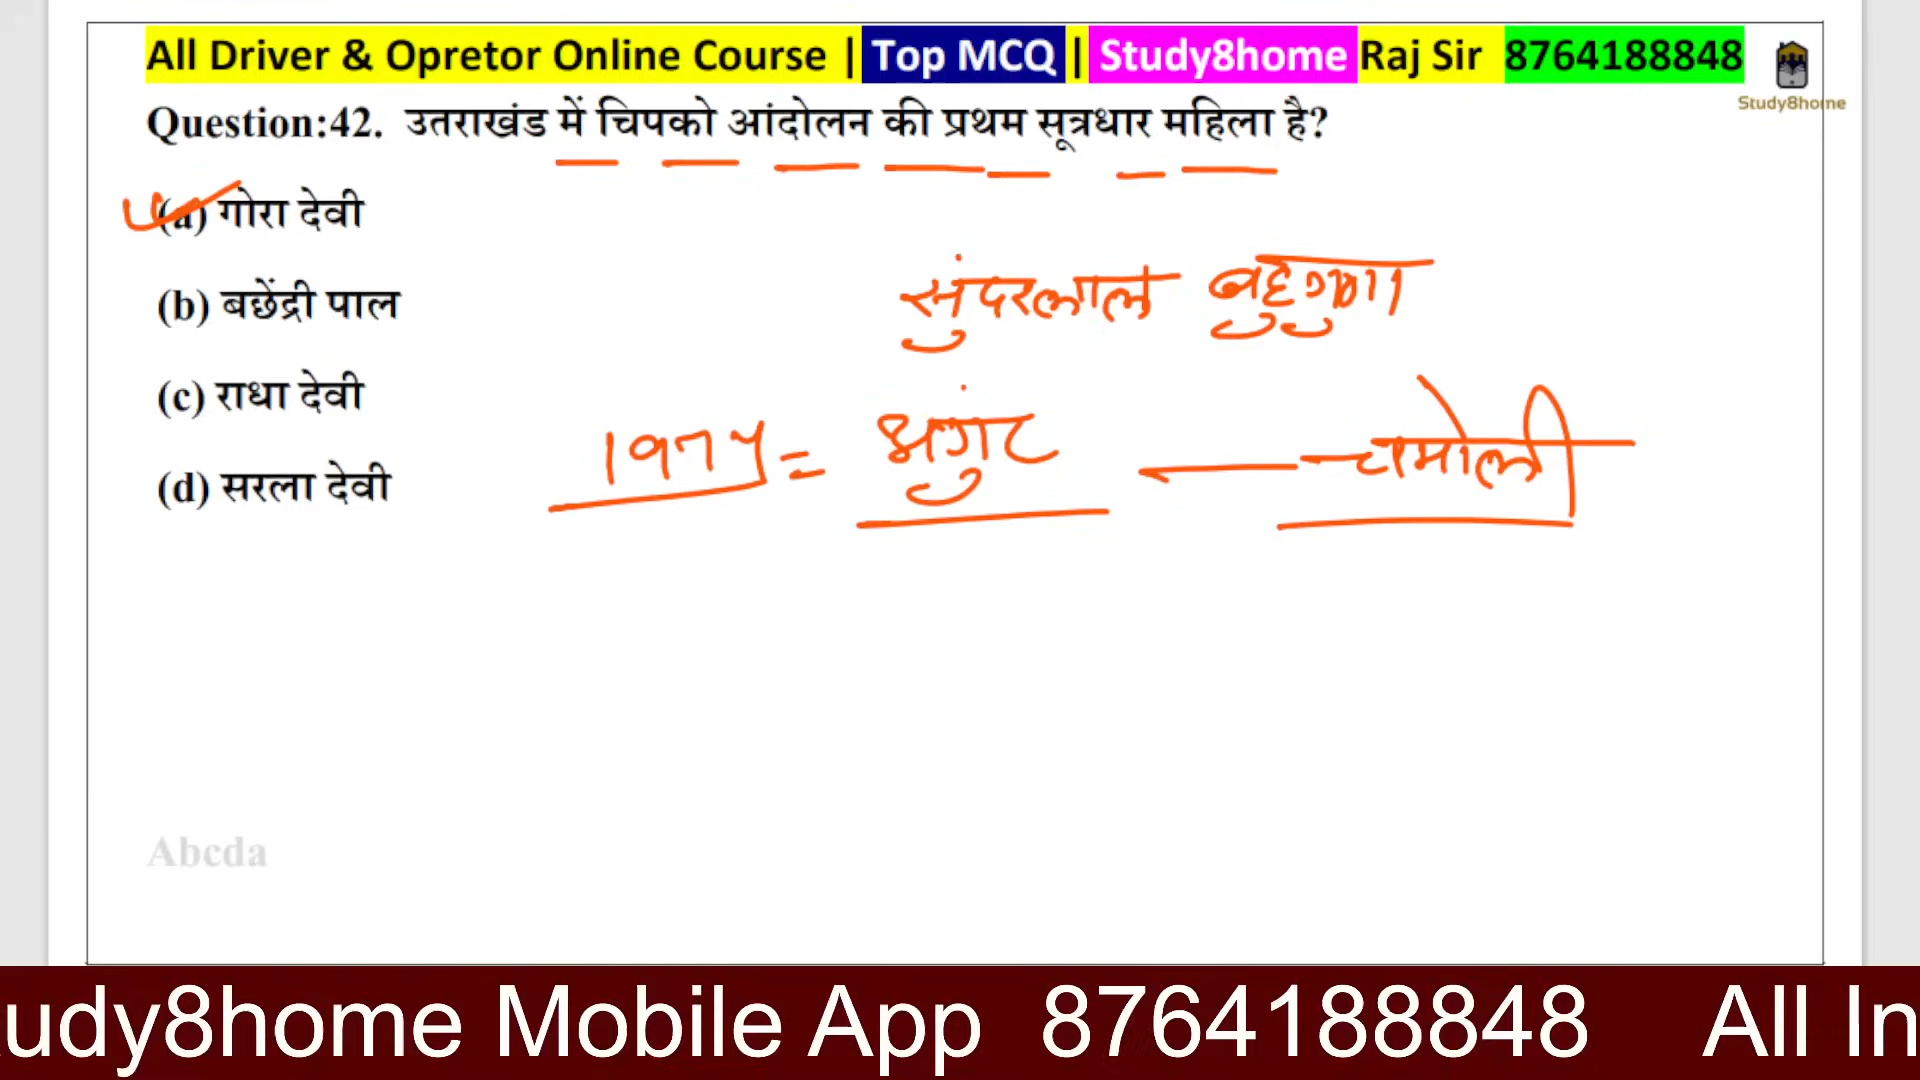 All Driver & Opretor Online Course | Top MCQ | Study8home Raj Sir 8764188848
Study8home
Question:42. उतराखंड में चिपको आंदोलन की प्रथम सूत्रधार महिला है?
(a) गोरा देवी
(b) बछेंद्री पाल
(c) राधा देवी
(d) सरला देवी
सुंदरलाल बहुगुणा
1974 = चमोली
Abcda
udy8home Mobile App 8764188848 All In